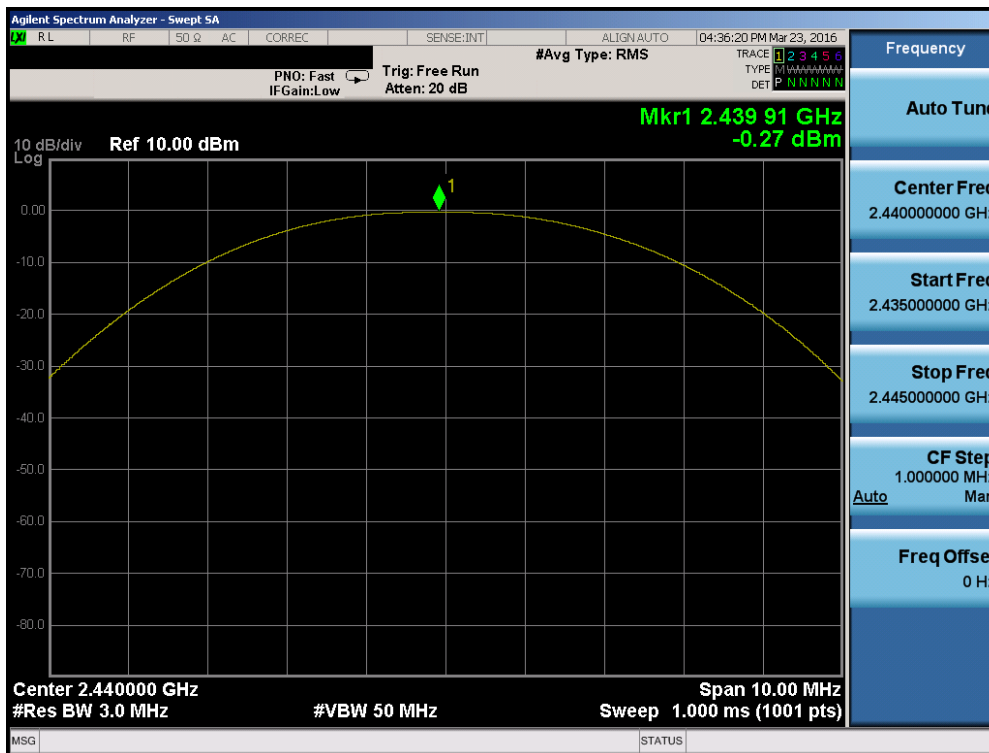 Agilent Spectrum Analyzer - Swept SA
LXI RL RF 50 Ω AC CORREC SENSE:INT ALIGN AUTO 04:36:20 PM Mar 23, 2016
#Avg Type: RMS TRACE 1 2 3 4 5 6
PNO: Fast Trig: Free Run TYPE M WWWWW
IFGain:Low Atten: 20 dB DET P N N N N N
Mkr1 2.439 91 GHz
-0.27 dBm
10 dB/div Ref 10.00 dBm
Log
1
0.00
-10.0
-20.0
-30.0
-40.0
-50.0
-60.0
-70.0
-80.0
Center 2.440000 GHz Span 10.00 MHz
#Res BW 3.0 MHz #VBW 50 MHz Sweep 1.000 ms (1001 pts)
MSG STATUS
Frequency
Auto Tune
Center Freq
2.440000000 GHz
Start Freq
2.435000000 GHz
Stop Freq
2.445000000 GHz
CF Step
1.000000 MHz
Auto Man
Freq Offset
0 Hz